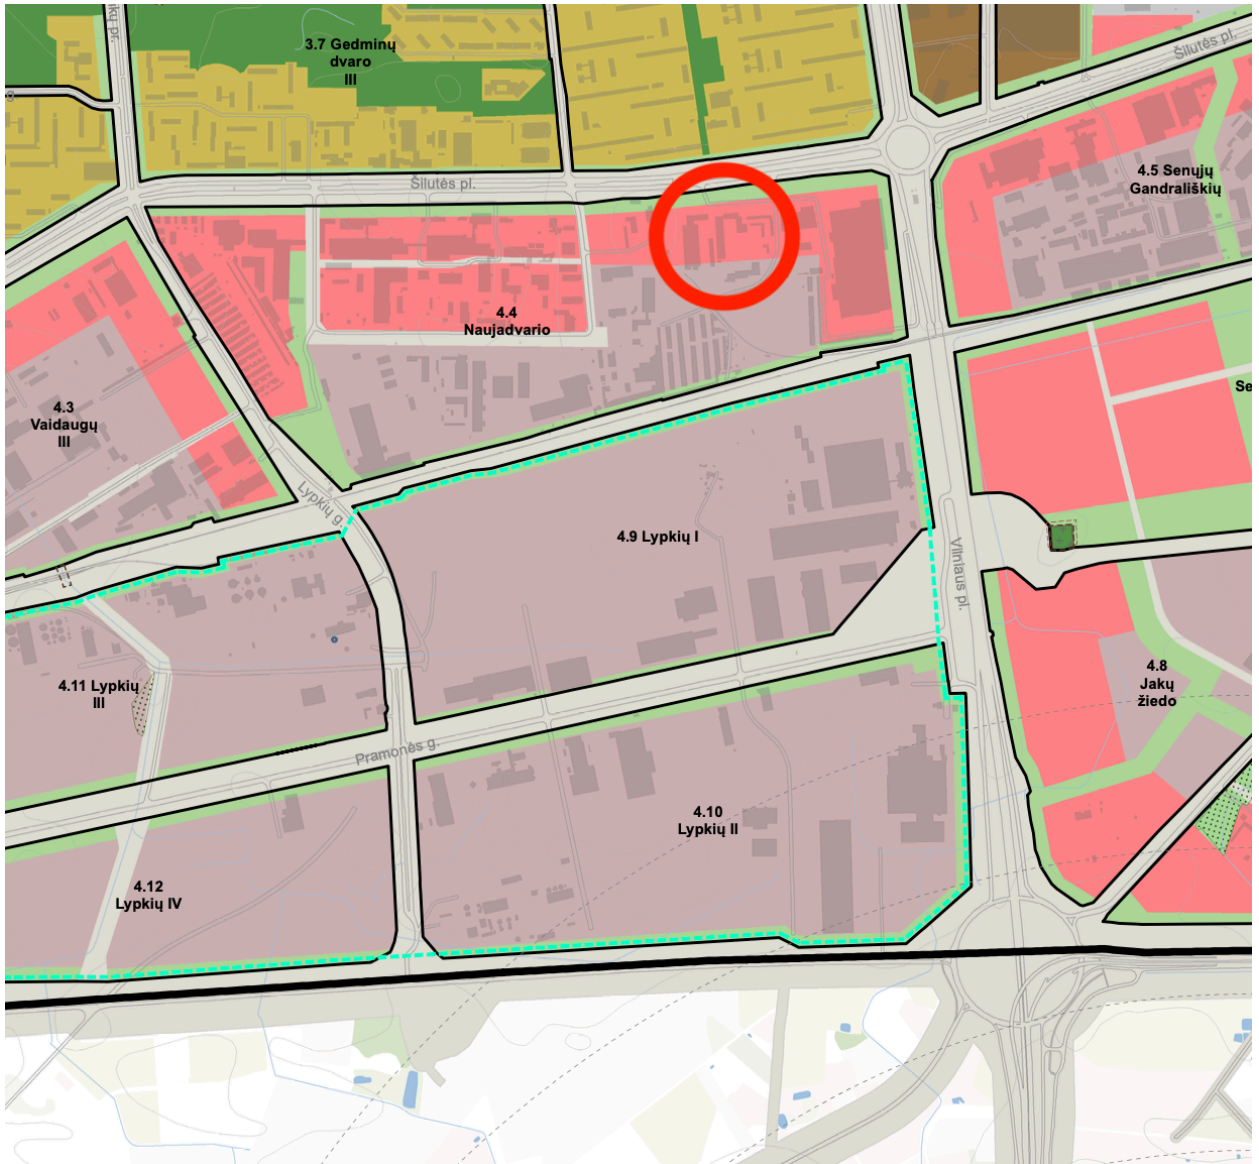 3.7 Gedminų
dvaro
III
Šilutės pl.
Šilutės pl.
4.5 Senųjų
Gandrališkių
4.4
Naujadvario
4.3
Vaidaugų
III
Se
Lypkių g.
4.9 Lypkių I
Vilniaus pl.
4.11 Lypkių
III
4.8
Jakų
žiedo
Pramonės g.
4.10
Lypkių II
4.12
Lypkių IV